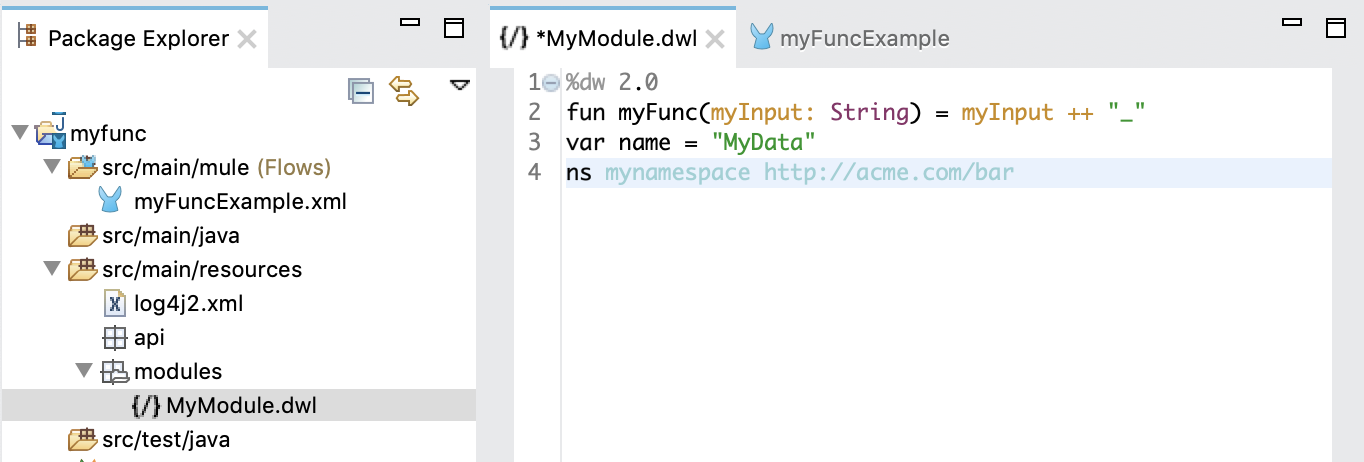 Package Explorer
myfunc
src/main/mule (Flows)
myFuncExample.xml
src/main/java
src/main/resources
log4j2.xml
api
modules
{/} MyModule.dwl
src/test/java
{/} *MyModule.dwl
myFuncExample
1 %dw 2.0
2 fun myFunc(myInput: String) = myInput ++ "_"
3 var name = "MyData"
4 ns mynamespace http://acme.com/bar